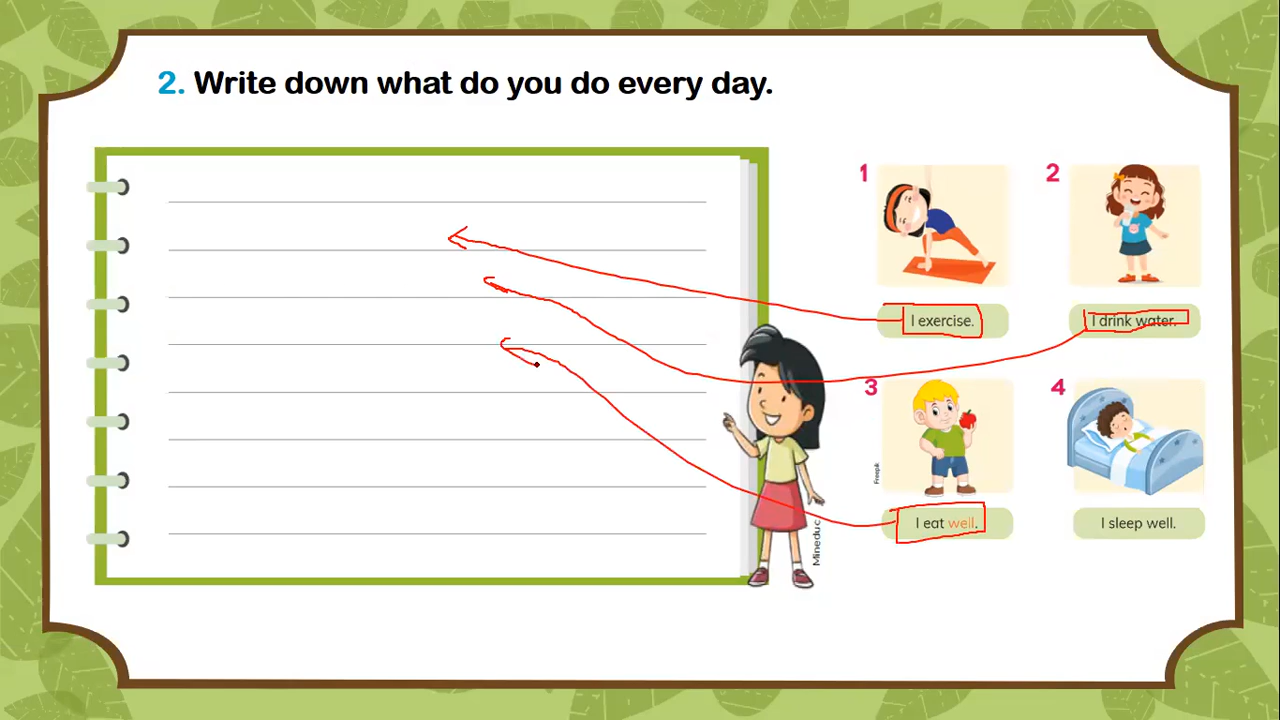 2. Write down what do you do every day.
1
2
I exercise.
I drink water.
3
4
Freepik
I eat well.
I sleep well.
Mineduc